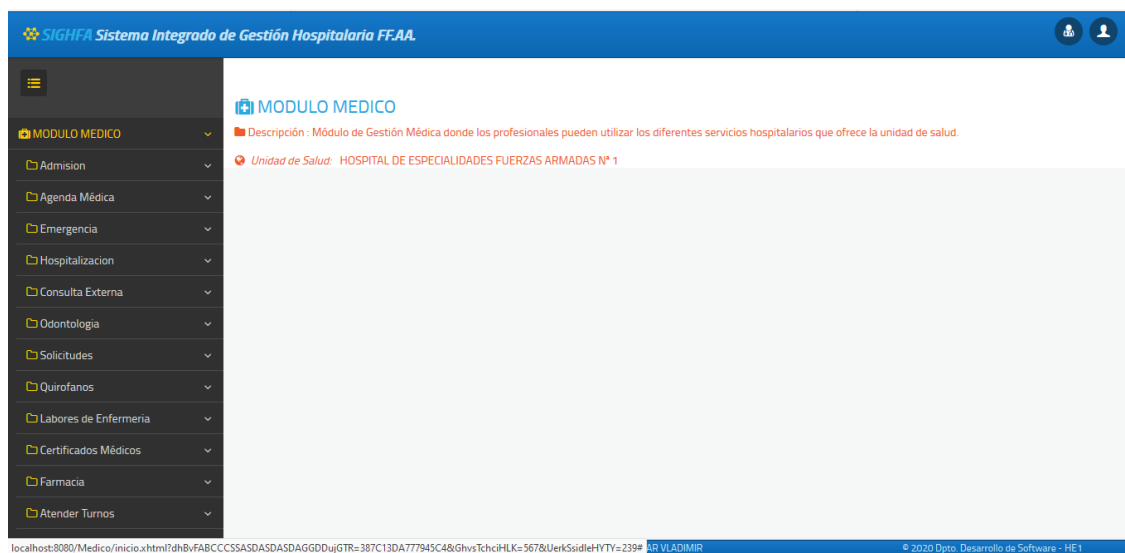 SIGHFA Sistema Integrado de Gestión Hospitalaria FF.AA.
MODULO MEDICO
Admision
Agenda Médica
Emergencia
Hospitalizacion
Consulta Externa
Odontologia
Solicitudes
Quirofanos
Labores de Enfermeria
Certificados Médicos
Farmacia
Atender Turnos
MODULO MEDICO
Descripción : Módulo de Gestión Médica donde los profesionales pueden utilizar los diferentes servicios hospitalarios que ofrece la unidad de salud.
Unidad de Salud: HOSPITAL DE ESPECIALIDADES FUERZAS ARMADAS Nª 1
localhost:8080/Medico/inicio.xhtml?dhBvFABCCCSSASDASDASDAGGDDujGTR=387C13DA777945C4&GhvsTchciHLK=567&UerkSsidleHYTY=239# AR VLADIMIR © 2020 Dpto. Desarrollo de Software - HE1